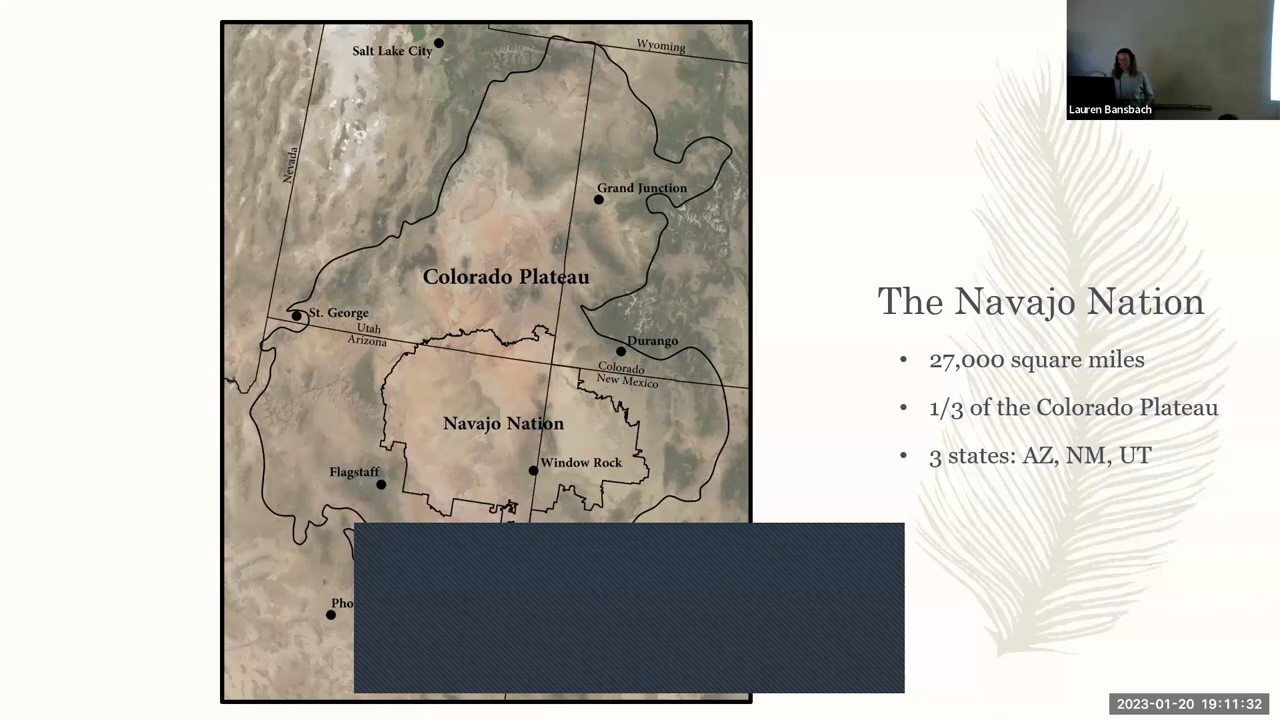 Salt Lake City
Wyoming
Nevada
Grand Junction
Colorado Plateau
St. George
Utah
Arizona
Durango
Colorado
New Mexico
Navajo Nation
Window Rock
Flagstaff
Pho
The Navajo Nation
• 27,000 square miles
• 1/3 of the Colorado Plateau
• 3 states: AZ, NM, UT
Lauren Bansbach
2023-01-20 19:11:32